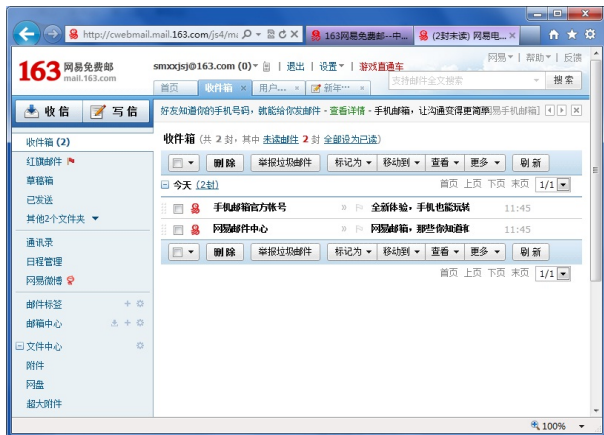 http://cwebmail.mail.163.com/js4/ma
163网易免费邮--中...
(2封未读) 网易电...
163 网易免费邮
mail.163.com
smxxjsj@163.com (0)
退出 | 设置 | 游戏直通车
网易 | 帮助 | 反馈
首页
收件箱 ×
用户... ×
新年... ×
支持邮件全文搜索
搜 索
收 信
写 信
好友知道你的手机号码，就能给你发邮件 - 查看详情 - 手机邮箱，让沟通变得更简单
易手机邮箱]
收件箱 (2)
红旗邮件
草稿箱
已发送
其他2个文件夹
通讯录
日程管理
网易微博
邮件标签
邮箱中心
文件中心
附件
网盘
超大附件
收件箱 (共 2 封，其中 未读邮件 2 封 全部设为已读)
删 除 举报垃圾邮件 标记为 移动到 查看 更多 刷 新
今天 (2封)
首页 上页 下页 末页 1/1
手机邮箱官方帐号 全新体验，手机也能玩转 11:45
网易邮件中心 网易邮箱，那些你知道和 11:45
删 除 举报垃圾邮件 标记为 移动到 查看 更多 刷 新
首页 上页 下页 末页 1/1
100%